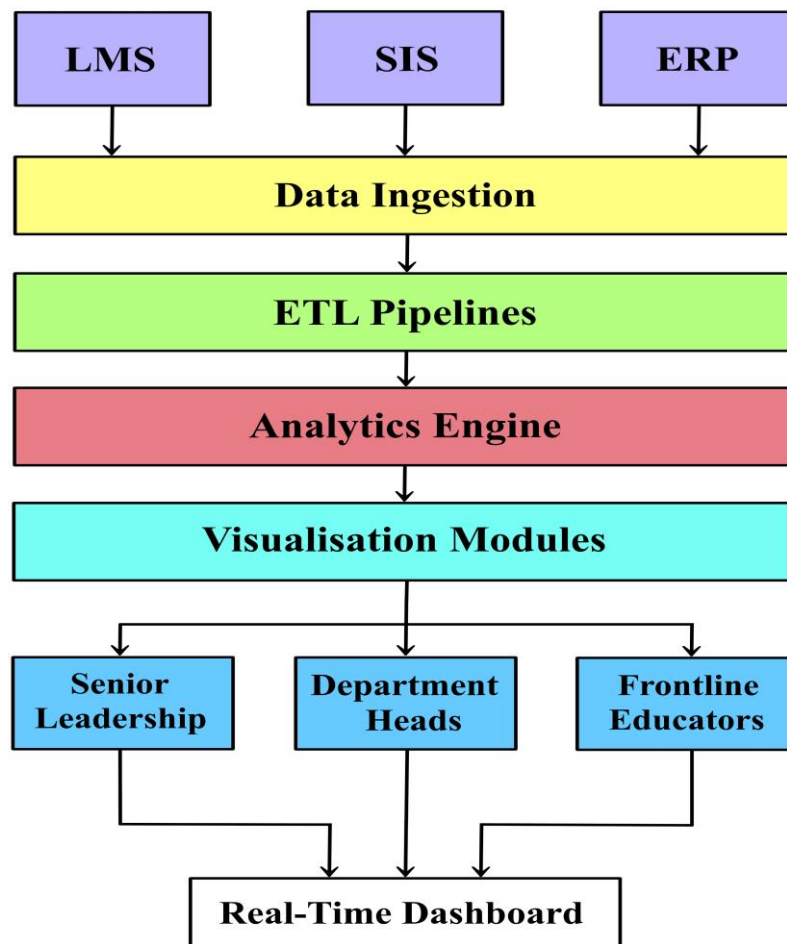 LMS
SIS
ERP
Data Ingestion
ETL Pipelines
Analytics Engine
Visualisation Modules
Senior
Leadership
Department
Heads
Frontline
Educators
Real-Time Dashboard